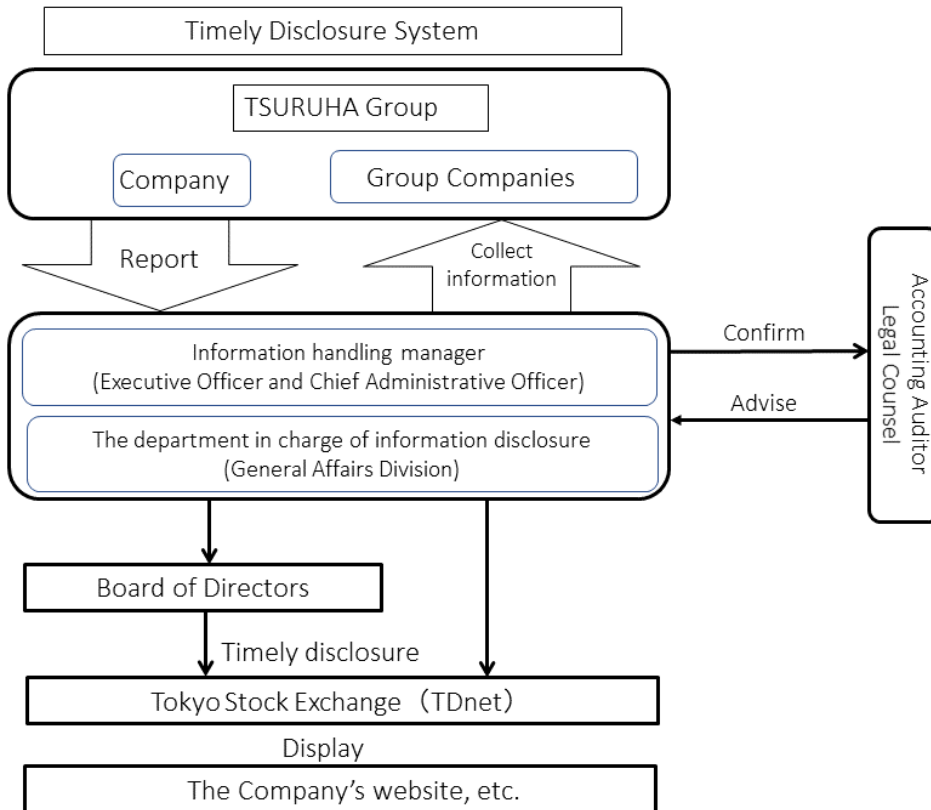 Timely Disclosure System
TSURUHA Group
Company
Group Companies
Report
Collect
information
Information handling manager
(Executive Officer and Chief Administrative Officer)
The department in charge of information disclosure
(General Affairs Division)
Confirm
Advise
Accounting Auditor
Legal Counsel
Board of Directors
Timely disclosure
Tokyo Stock Exchange（TDnet）
Display
The Company’s website, etc.